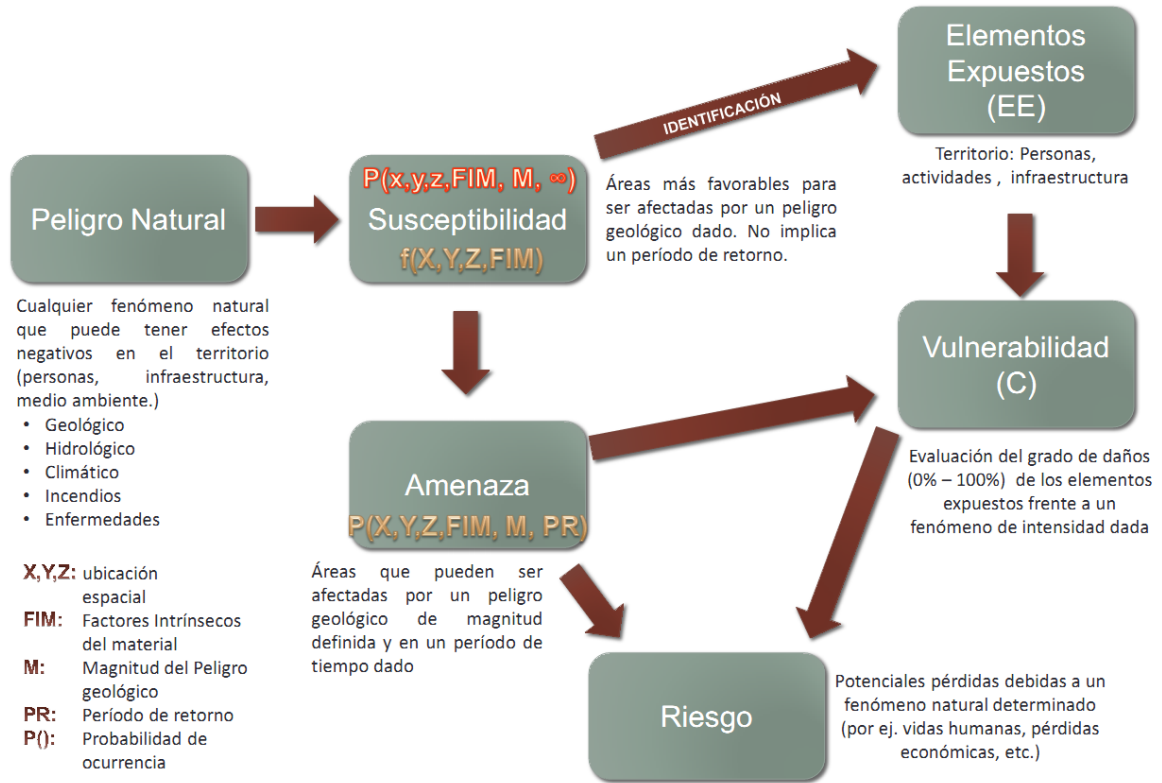 Elementos
Expuestos
(EE)
IDENTIFICACIÓN
Territorio: Personas,
actividades , infraestructura
Peligro Natural
P(x,y,z,FIM, M, ∞)
Susceptibilidad
f(X,Y,Z,FIM)
Áreas más favorables para
ser afectadas por un peligro
geológico dado. No implica
un período de retorno.
Cualquier fenómeno natural
que puede tener efectos
negativos en el territorio
(personas, infraestructura,
medio ambiente.)
• Geológico
• Hidrológico
• Climático
• Incendios
• Enfermedades
Vulnerabilidad
(C)
Amenaza
P(X,Y,Z,FIM, M, PR)
Evaluación del grado de daños
(0% – 100%) de los elementos
expuestos frente a un
fenómeno de intensidad dada
X,Y,Z: ubicación
espacial
FIM: Factores Intrínsecos
del material
M: Magnitud del Peligro
geológico
PR: Período de retorno
P(): Probabilidad de
ocurrencia
Áreas que pueden ser
afectadas por un peligro
geológico de magnitud
definida y en un período de
tiempo dado
Riesgo
Potenciales pérdidas debidas a un
fenómeno natural determinado
(por ej. vidas humanas, pérdidas
económicas, etc.)